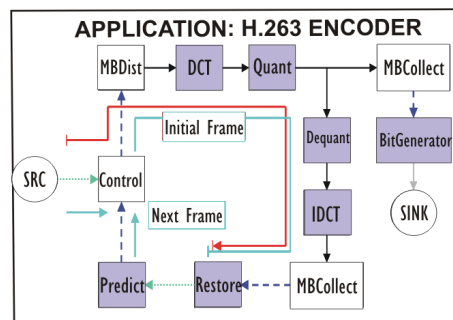 APPLICATION: H.263 ENCODER
MBDist
DCT
Quant
MBCollect
Initial Frame
Dequant
BitGenerator
SRC
Control
IDCT
SINK
Next Frame
Predict
Restore
MBCollect